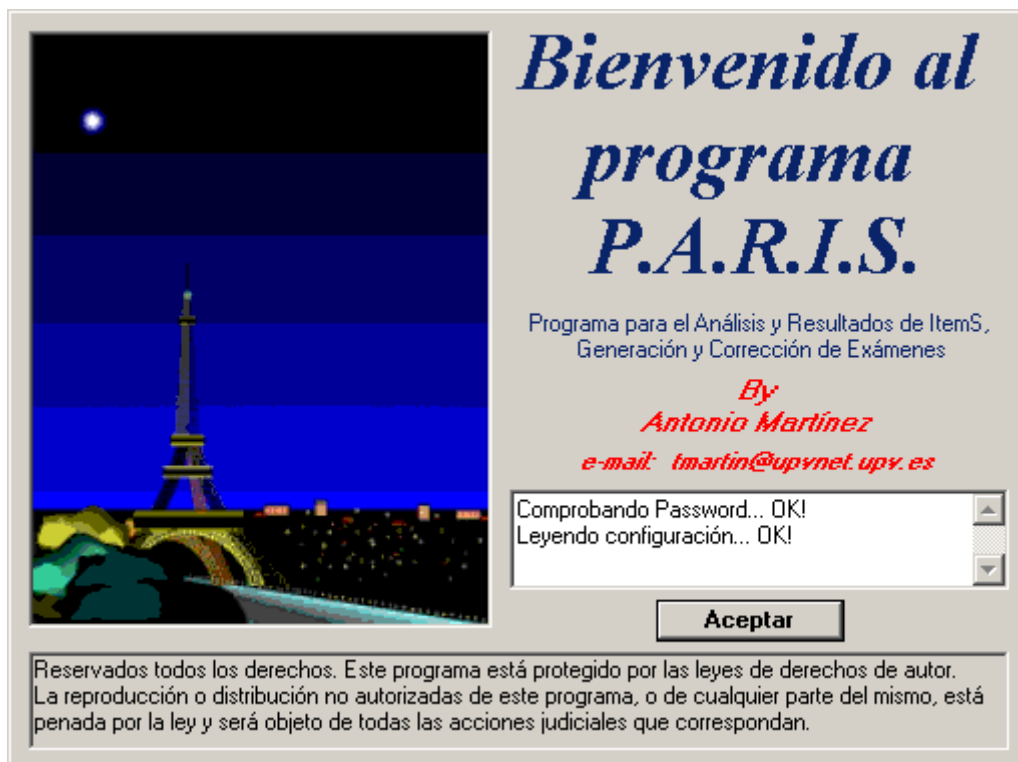 Bienvenido al
programa
P.A.R.I.S.
Programa para el Análisis y Resultados de ItemS,
Generación y Corrección de Exámenes
By
Antonio Martínez
e-mail: tmartin@upvnet.upv.es
Comprobando Password... OK!
Leyendo configuración... OK!
Aceptar
Reservados todos los derechos. Este programa está protegido por las leyes de derechos de autor.
La reproducción o distribución no autorizadas de este programa, o de cualquier parte del mismo, está
penada por la ley y será objeto de todas las acciones judiciales que correspondan.